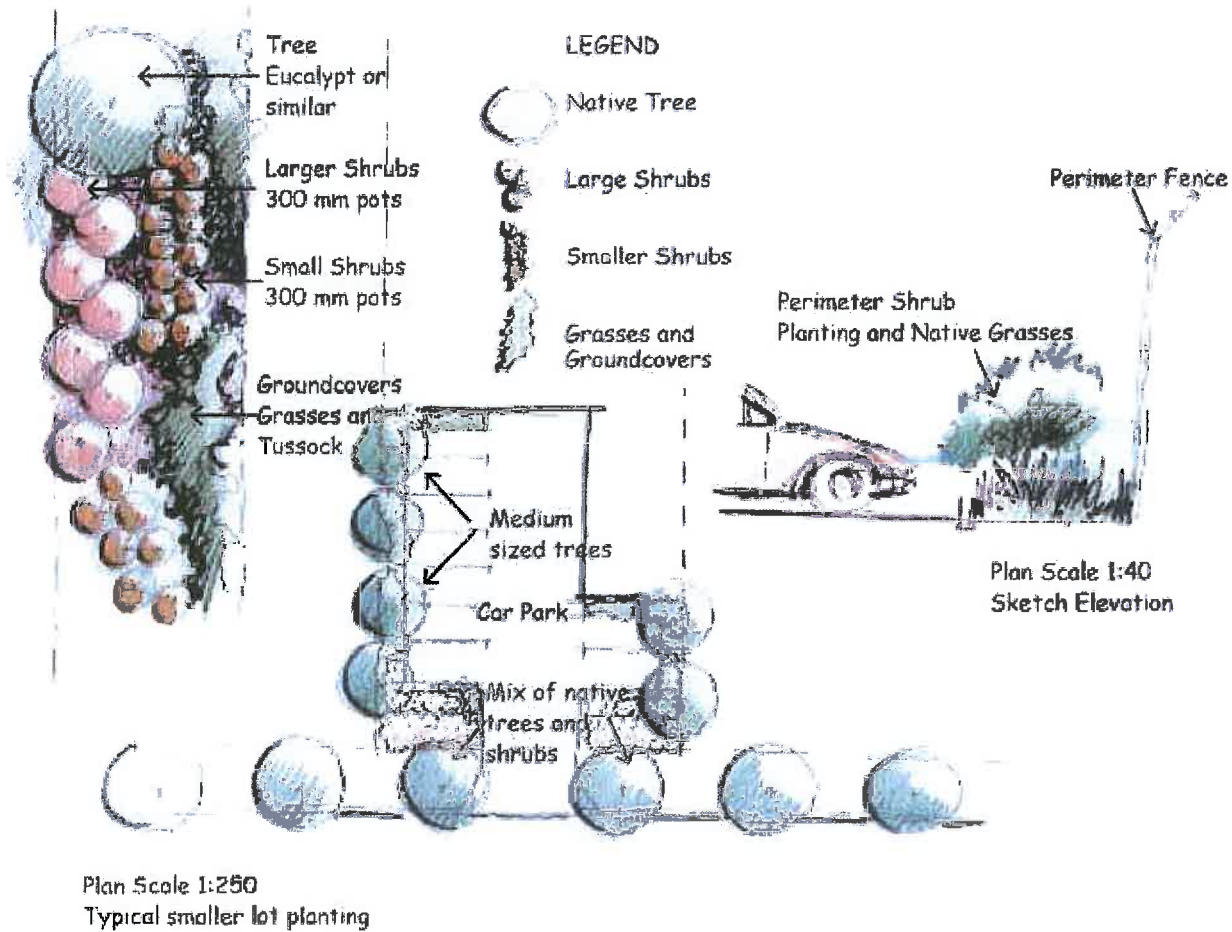 Tree
Eucalypt or
similar
Larger Shrubs
300 mm pots
Small Shrubs
300 mm pots
Groundcovers
Grasses and
Tussock
LEGEND
Native Tree
Large Shrubs
Smaller Shrubs
Grasses and
Groundcovers
Perimeter Fence
Perimeter Shrub
Planting and Native Grasses
Plan Scale 1:40
Sketch Elevation
Medium
sized trees
Car Park
Mix of native
trees and
shrubs
Plan Scale 1:250
Typical smaller lot planting